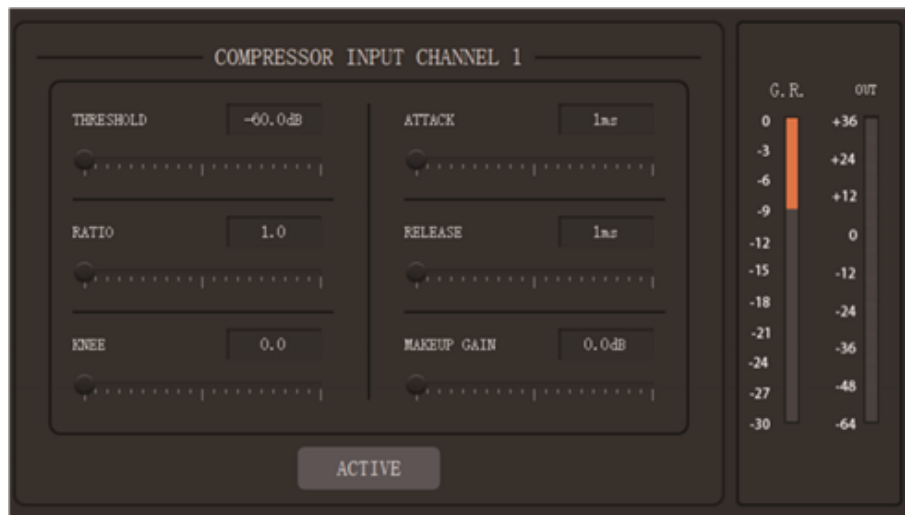 COMPRESSOR INPUT CHANNEL 1
THRESHOLD -60.0dB
ATTACK 1ms
RATIO 1.0
RELEASE 1ms
KNEE 0.0
MAKEUP GAIN 0.0dB
ACTIVE
G.R. OUT
0 +36
-3
+24
-6
+12
-9
0
-12
-15 -12
-18
-24
-21
-36
-24
-27 -48
-30 -64